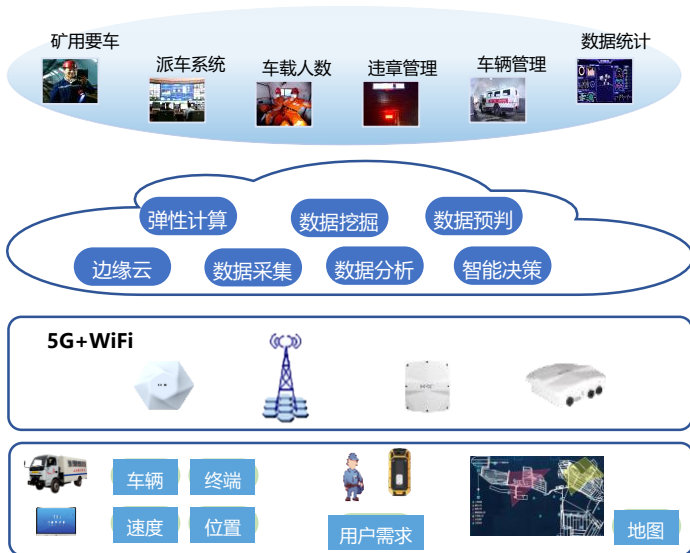 矿用要车
派车系统
车载人数
违章管理
车辆管理
数据统计
弹性计算
数据挖掘
数据预判
边缘云
数据采集
数据分析
智能决策
5G+WiFi
车辆
终端
速度
位置
用户需求
地图